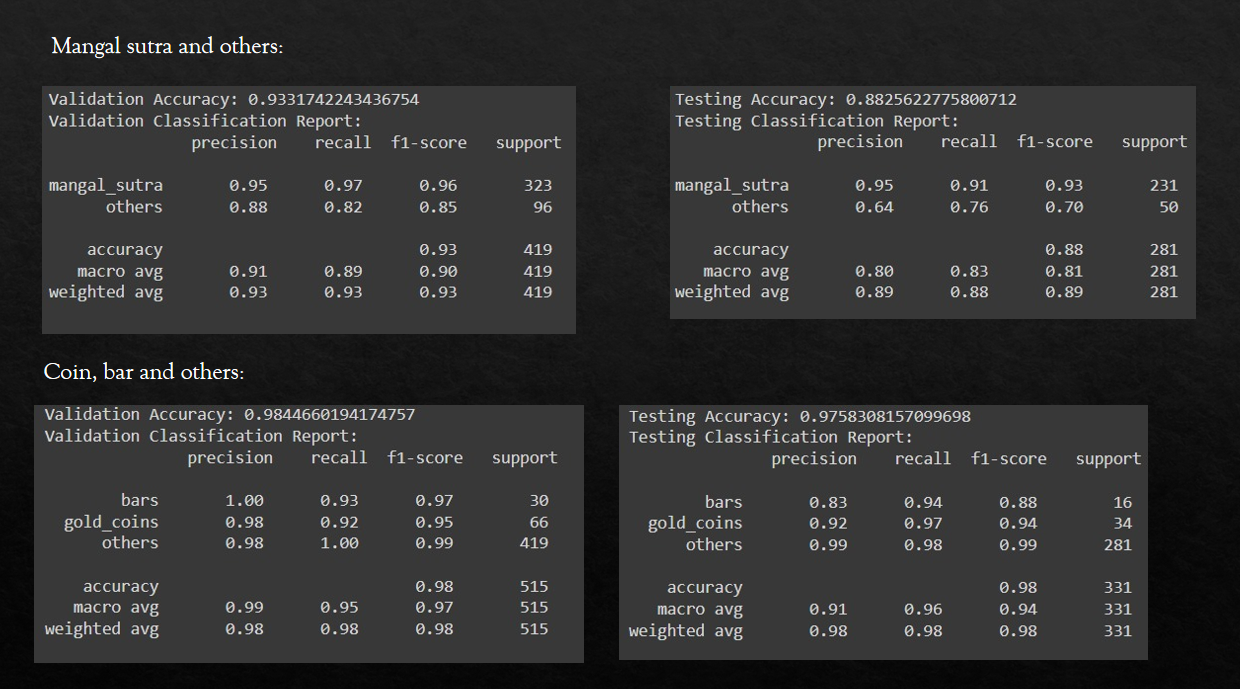 Mangal sutra and others:
Validation Accuracy: 0.9331742243436754
Validation Classification Report:
precision recall f1-score support
mangal_sutra 0.95 0.97 0.96 323
others 0.88 0.82 0.85 96
accuracy 0.93 419
macro avg 0.91 0.89 0.90 419
weighted avg 0.93 0.93 0.93 419
Testing Accuracy: 0.8825622775800712
Testing Classification Report:
precision recall f1-score support
mangal_sutra 0.95 0.91 0.93 231
others 0.64 0.76 0.70 50
accuracy 0.88 281
macro avg 0.80 0.83 0.81 281
weighted avg 0.89 0.88 0.89 281
Coin, bar and others:
Validation Accuracy: 0.9844660194174757
Validation Classification Report:
precision recall f1-score support
bars 1.00 0.93 0.97 30
gold_coins 0.98 0.92 0.95 66
others 0.98 1.00 0.99 419
accuracy 0.98 515
macro avg 0.99 0.95 0.97 515
weighted avg 0.98 0.98 0.98 515
Testing Accuracy: 0.9758308157099698
Testing Classification Report:
precision recall f1-score support
bars 0.83 0.94 0.88 16
gold_coins 0.92 0.97 0.94 34
others 0.99 0.98 0.99 281
accuracy 0.98 331
macro avg 0.91 0.96 0.94 331
weighted avg 0.98 0.98 0.98 331